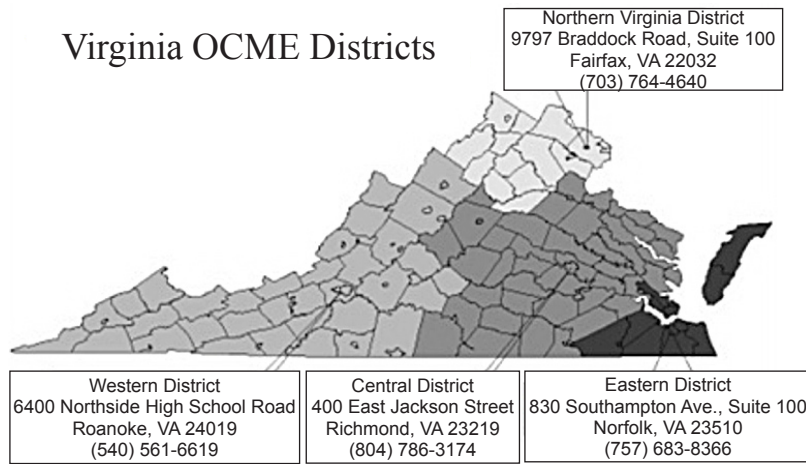 Virginia OCME Districts
Northern Virginia District
9797 Braddock Road, Suite 100
Fairfax, VA 22032
(703) 764-4640
Western District
6400 Northside High School Road
Roanoke, VA 24019
(540) 561-6619
Central District
400 East Jackson Street
Richmond, VA 23219
(804) 786-3174
Eastern District
830 Southampton Ave., Suite 100
Norfolk, VA 23510
(757) 683-8366